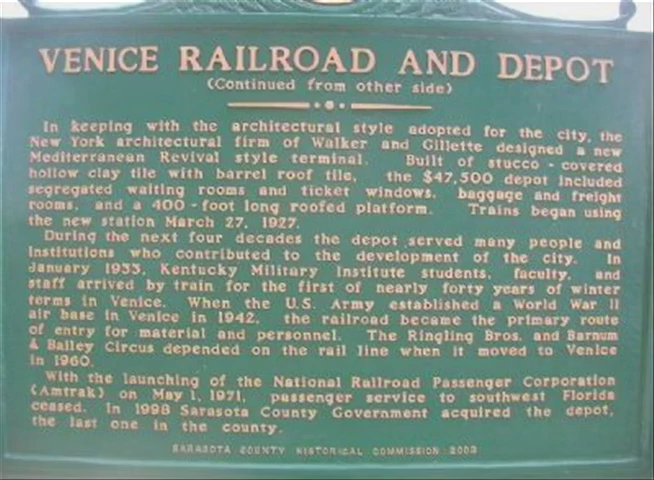 VENICE RAILROAD AND DEPOT
(Continued from other side)
In keeping with the architectural style adopted for the city, the
New York architectural firm of Walker and Gillette designed a new
Mediterranean Revival style terminal. Built of stucco - covered
hollow clay tile with barrel roof tile, the $47,500 depot included
segregated waiting rooms and ticket windows, baggage and freight
rooms, and a 400 - foot long roofed platform. Trains began using
the new station March 27, 1927.
During the next four decades the depot served many people and
institutions who contributed to the development of the city. In
January 1933, Kentucky Military Institute students, faculty, and
staff arrived by train for the first of nearly forty years of winter
terms in Venice. When the U.S. Army established a World War II
air base in Venice in 1942, the railroad became the primary route
of entry for material and personnel. The Ringling Bros. and Barnum
& Bailey Circus depended on the rail line when it moved to Venice
in 1960.
With the launching of the National Railroad Passenger Corporation
(Amtrak) on May 1, 1971, passenger service to southwest Florida
ceased. In 1998 Sarasota County Government acquired the depot,
the last one in the county.
SARASOTA COUNTY HISTORICAL COMMISSION 2003